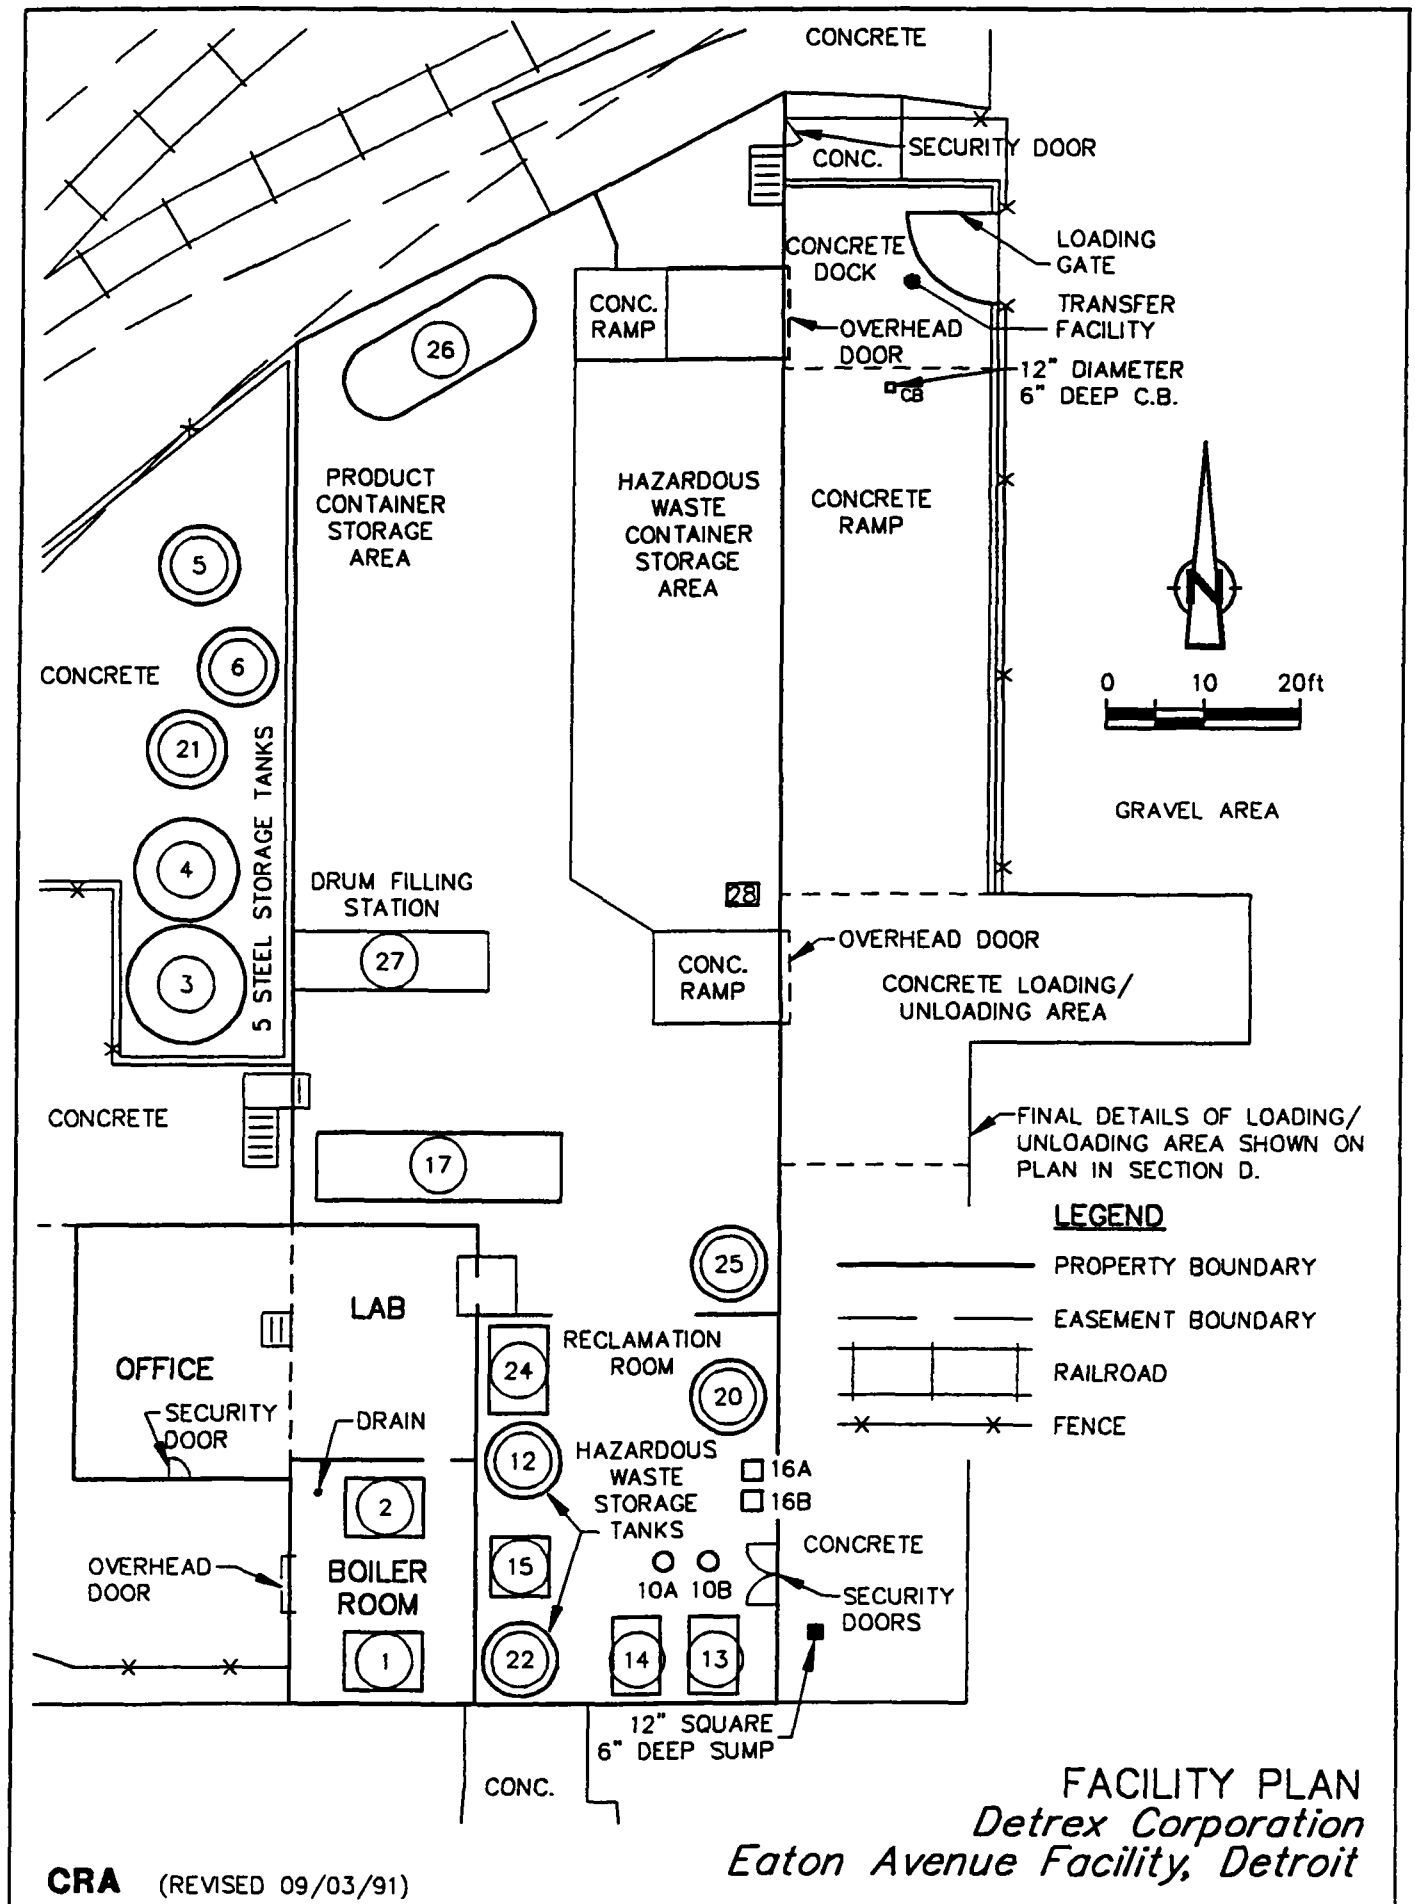 CONCRETE
SECURITY DOOR
CONC.
CONCRETE
DOCK
LOADING
GATE
TRANSFER
FACILITY
CONC.
RAMP
OVERHEAD
DOOR
26
12" DIAMETER
6" DEEP C.B.
CB
PRODUCT
CONTAINER
STORAGE
AREA
HAZARDOUS
WASTE
CONTAINER
STORAGE
AREA
CONCRETE
RAMP
N
5
6
CONCRETE
21
4
3
5 STEEL STORAGE TANKS
0 10 20ft
GRAVEL AREA
DRUM FILLING
STATION
27
28
CONC.
RAMP
OVERHEAD DOOR
CONCRETE LOADING/
UNLOADING AREA
CONCRETE
17
FINAL DETAILS OF LOADING/
UNLOADING AREA SHOWN ON
PLAN IN SECTION D.
LEGEND
PROPERTY BOUNDARY
EASEMENT BOUNDARY
RAILROAD
FENCE
25
LAB
OFFICE
SECURITY
DOOR
DRAIN
RECLAMATION
ROOM
24
20
12
HAZARDOUS
WASTE
STORAGE
TANKS
16A
16B
2
BOILER
ROOM
OVERHEAD
DOOR
1
15
10A 10B
CONCRETE
SECURITY
DOORS
22
14
13
12" SQUARE
6" DEEP SUMP
CONC.
FACILITY PLAN
Detrex Corporation
Eaton Avenue Facility, Detroit
CRA (REVISED 09/03/91)